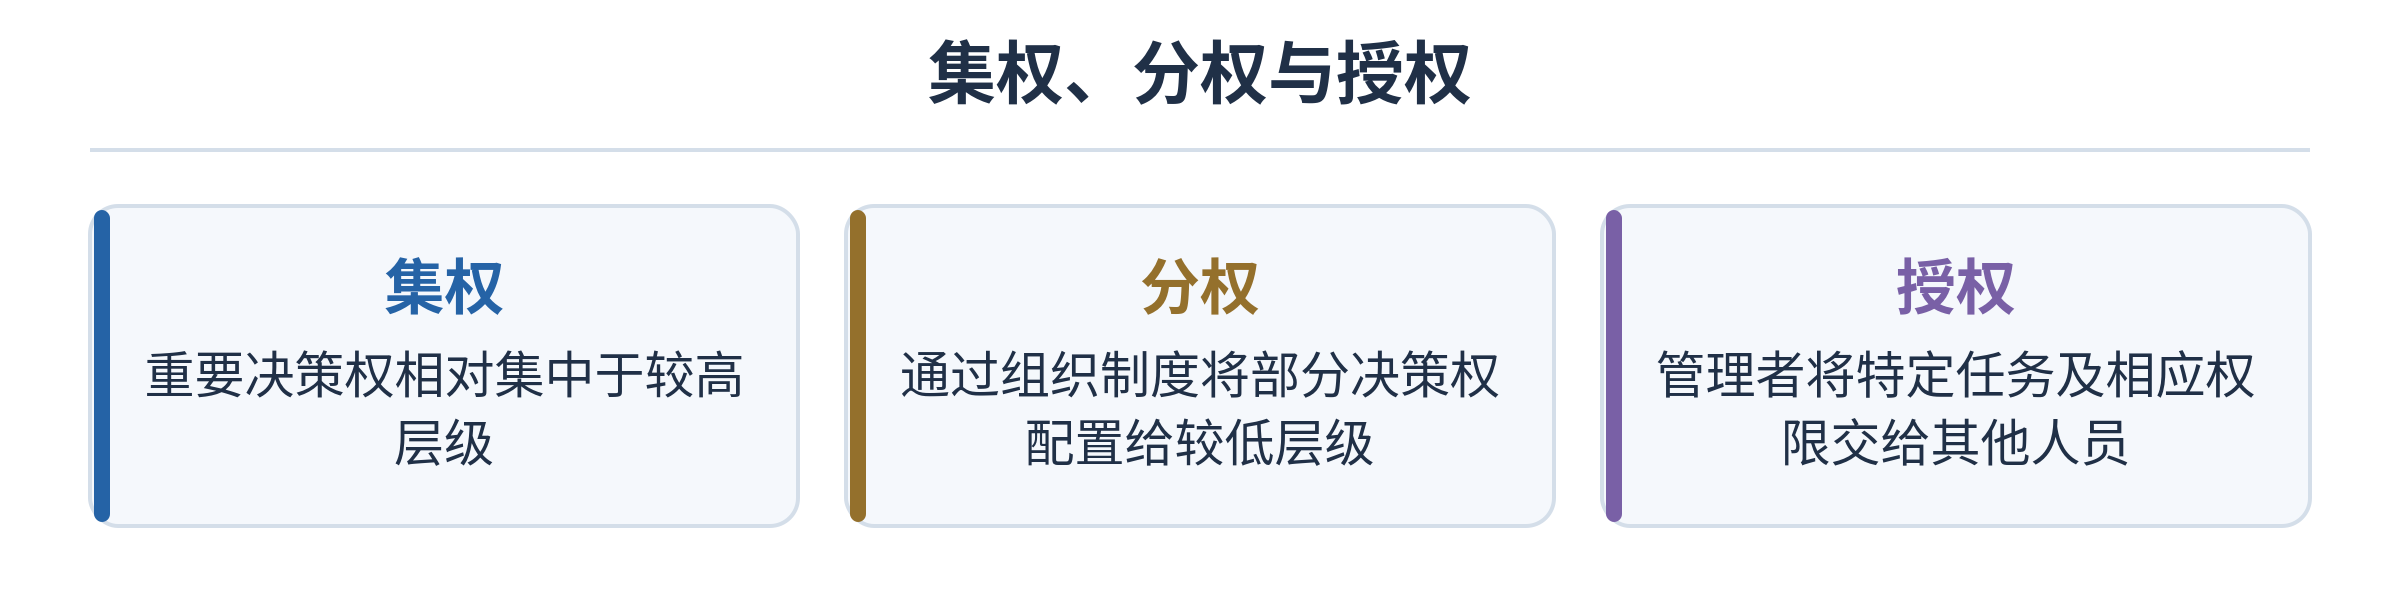 集权、分权与授权
集权
重要决策权相对集中于较高
层级
分权
通过组织制度将部分决策权
配置给较低层级
授权
管理者将特定任务及相应权
限交给其他人员